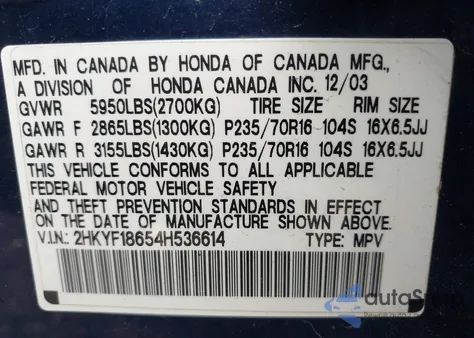 MFD. IN CANADA BY HONDA OF CANADA MFG.,
A DIVISION OF HONDA CANADA INC. 12/03
GVWR 5950LBS(2700KG) TIRE SIZE RIM SIZE
GAWR F 2865LBS(1300KG) P235/70R16 104S 16X6.5JJ
GAWR R 3155LBS(1430KG) P235/70R16 104S 16X6.5JJ
THIS VEHICLE CONFORMS TO ALL APPLICABLE
FEDERAL MOTOR VEHICLE SAFETY
AND THEFT PREVENTION STANDARDS IN EFFECT
ON THE DATE OF MANUFACTURE SHOWN ABOVE.
V.I.N.: 2HKYF18654H536614 TYPE: MPV